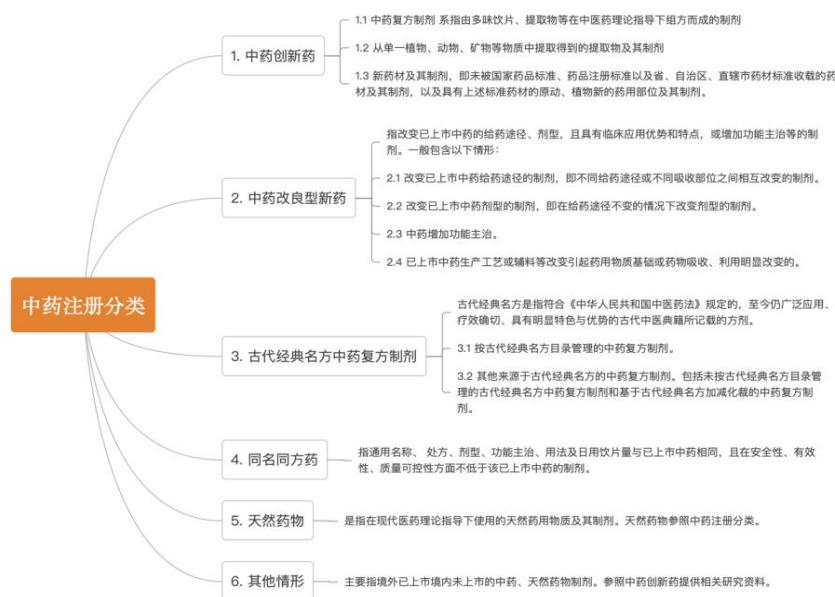 中药注册分类
1. 中药创新药
1.1 中药复方制剂 系指由多味饮片、提取物等在中医药理论指导下组方而成的制剂
1.2 从单一植物、动物、矿物等物质中提取得到的提取物及其制剂
1.3 新药材及其制剂，即未被国家药品标准、药品注册标准以及省、自治区、直辖市药材标准收载的药
材及其制剂，以及具有上述标准药材的原动、植物新的药用部位及其制剂。
2. 中药改良型新药
指改变已上市中药的给药途径、剂型，且具有临床应用优势和特点，或增加功能主治等的制
剂。一般包含以下情形：
2.1 改变已上市中药给药途径的制剂，即不同给药途径或不同吸收部位之间相互改变的制剂。
2.2 改变已上市中药剂型的制剂，即在给药途径不变的情况下改变剂型的制剂。
2.3 中药增加功能主治。
2.4 已上市中药生产工艺或辅料等改变引起药用物质基础或药物吸收、利用明显改变的。
3. 古代经典名方中药复方制剂
古代经典名方是指符合《中华人民共和国中医药法》规定的，至今仍广泛应用、
疗效确切、具有明显特色与优势的古代中医典籍所记载的方剂。
3.1 按古代经典名方目录管理的中药复方制剂。
3.2 其他来源于古代经典名方的中药复方制剂。包括未按古代经典名方目录管
理的古代经典名方中药复方制剂和基于古代经典名方加减化裁的中药复方制
剂。
4. 同名同方药
指通用名称、 处方、剂型、功能主治、用法及日用饮片量与已上市中药相同，且在安全性、有效
性、质量可控性方面不低于该已上市中药的制剂。
5. 天然药物
是指在现代医药理论指导下使用的天然药用物质及其制剂。天然药物参照中药注册分类。
6. 其他情形
主要指境外已上市境内未上市的中药、天然药物制剂。参照中药创新药提供相关研究资料。